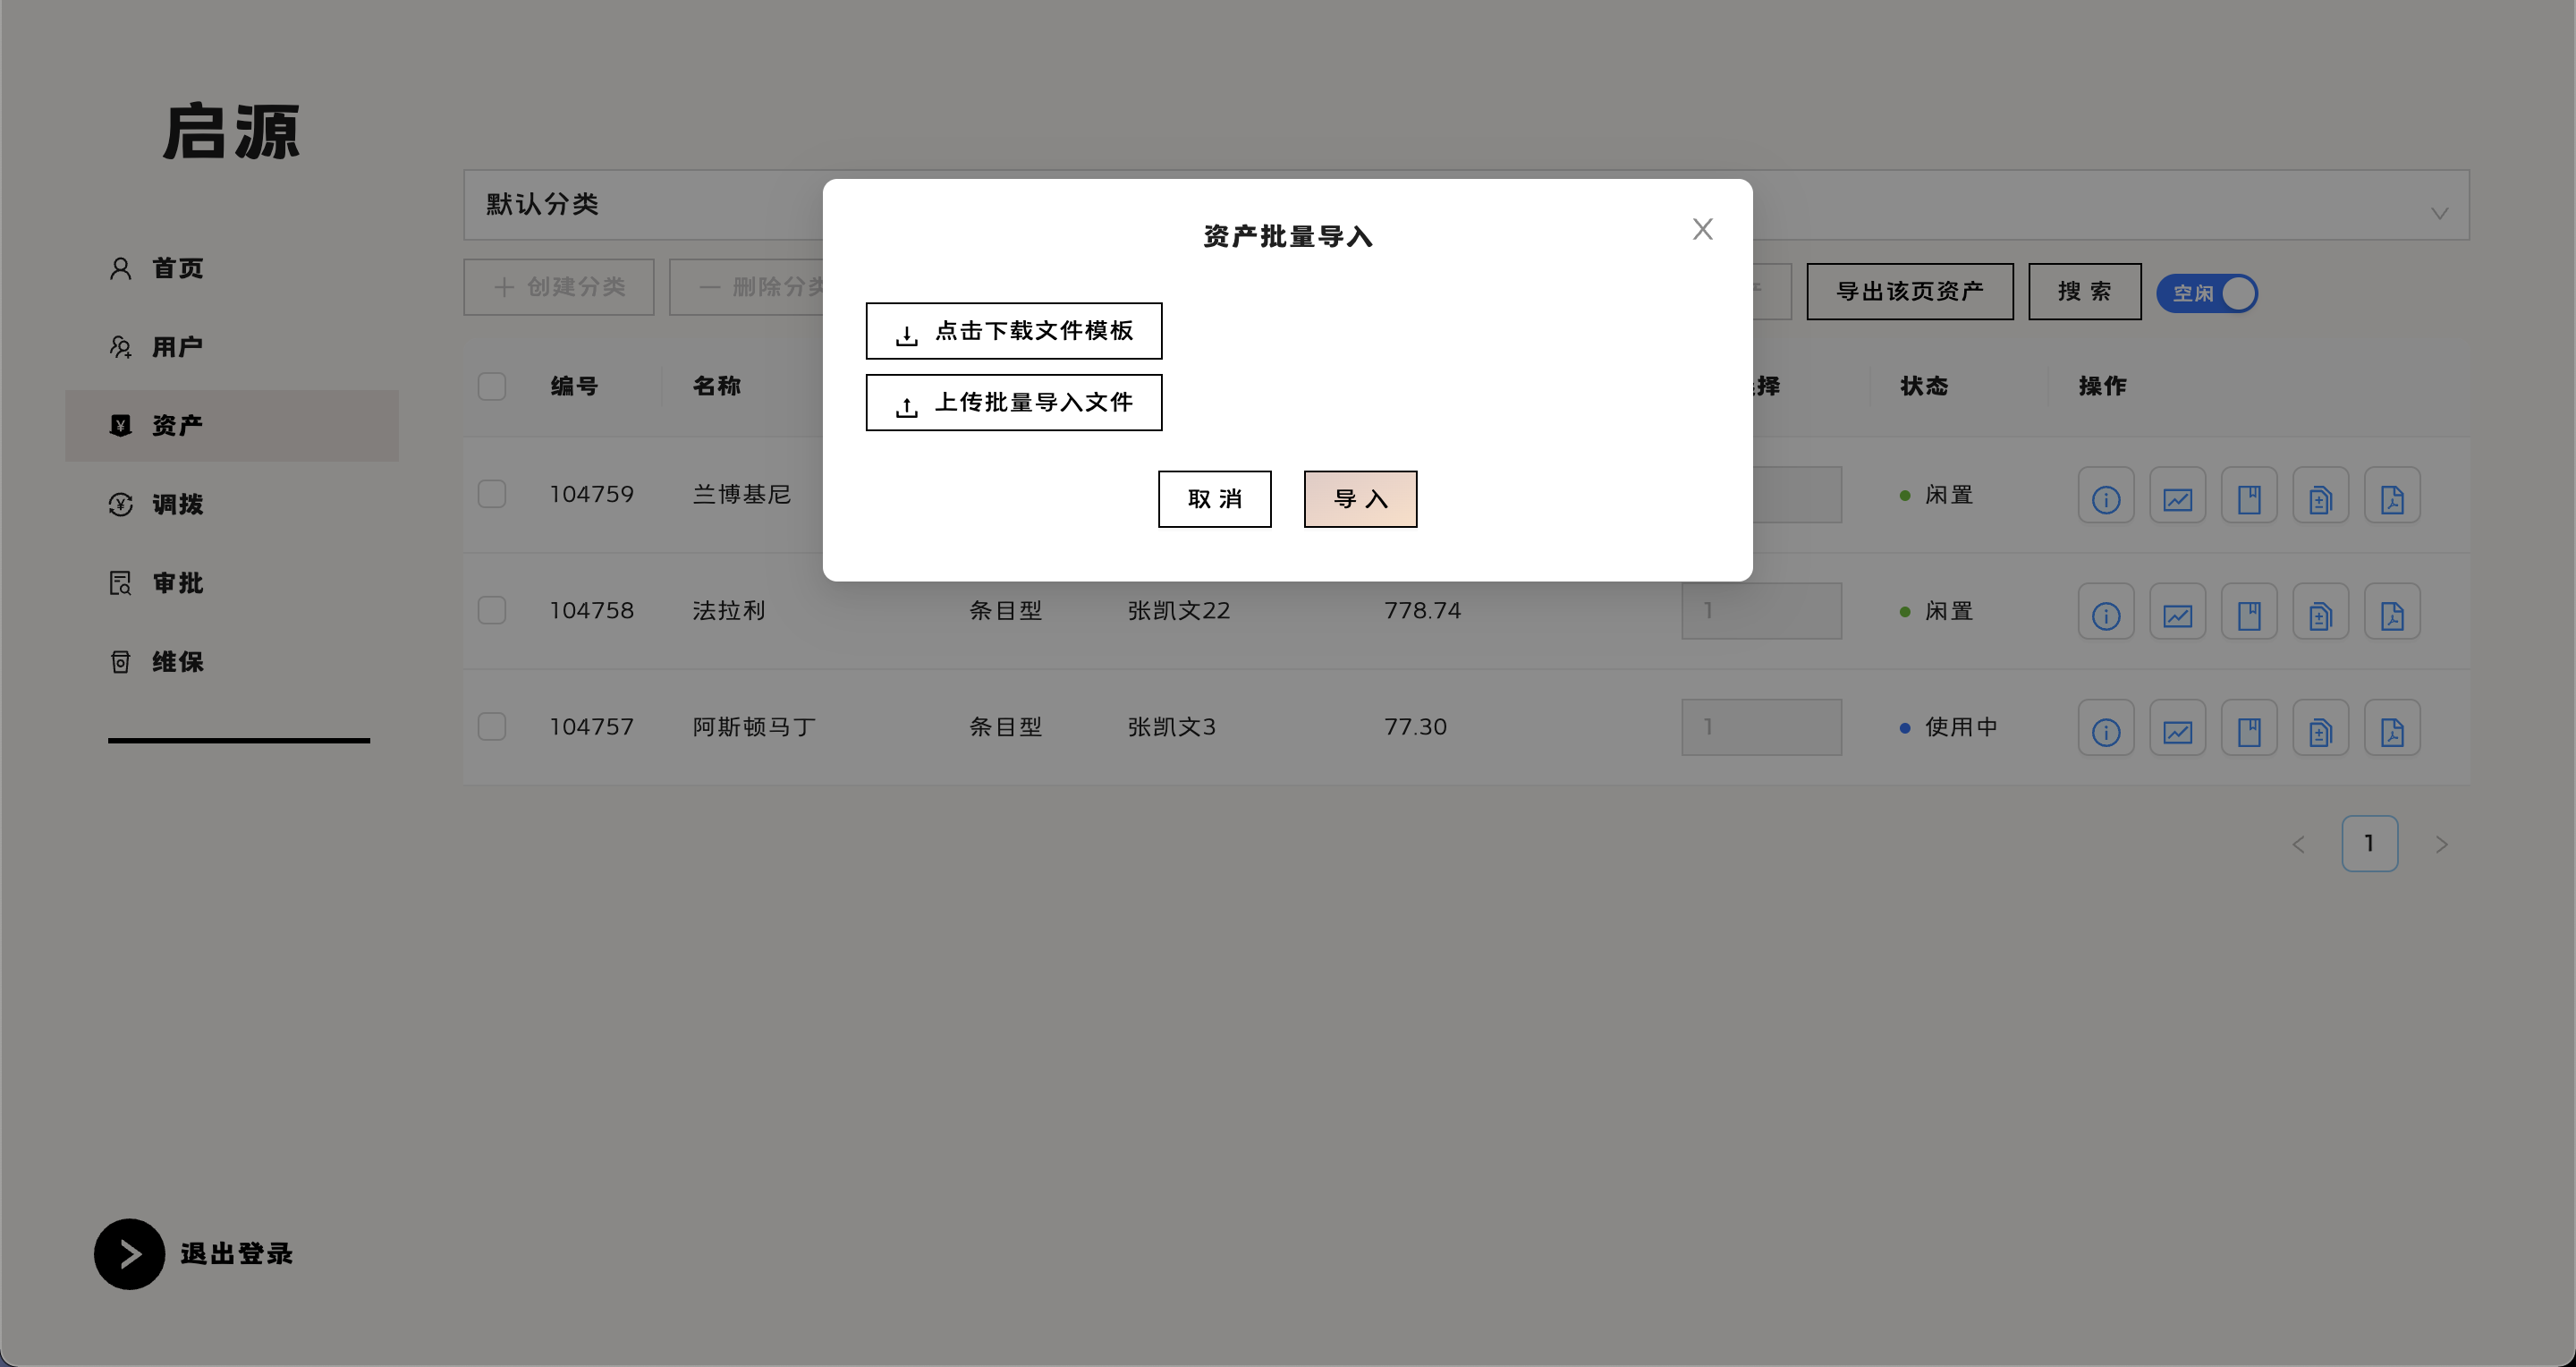 启源
首页
用户
资产
调拨
审批
维保
退出登录
默认分类
创建分类
删除分类
导出该页资产
搜 索
空闲
编号 名称 择 状态 操作
104759 兰博基尼 闲置
104758 法拉利 条目型 张凯文22 778.74 1 闲置
104757 阿斯顿马丁 条目型 张凯文3 77.30 1 使用中
1
资产批量导入
点击下载文件模板
上传批量导入文件
取 消
导 入